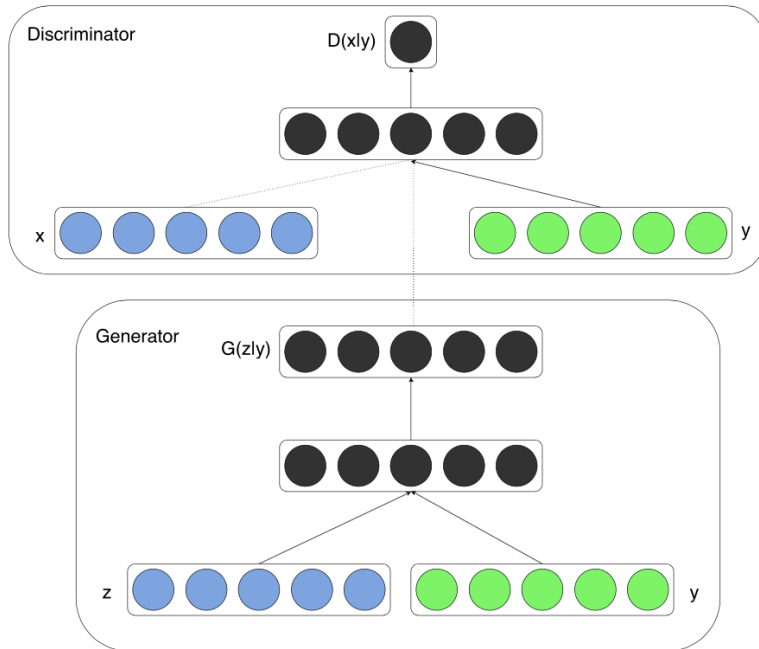 Discriminator
D(x|y)
x
y
Generator
G(z|y)
z
y